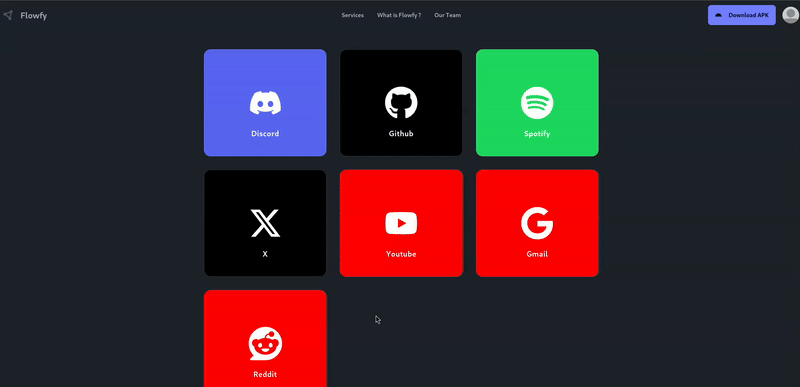 Flowfy
Services
What is Flowfy ?
Our Team
Download APK
Discord
Github
Spotify
X
Youtube
Gmail
Reddit